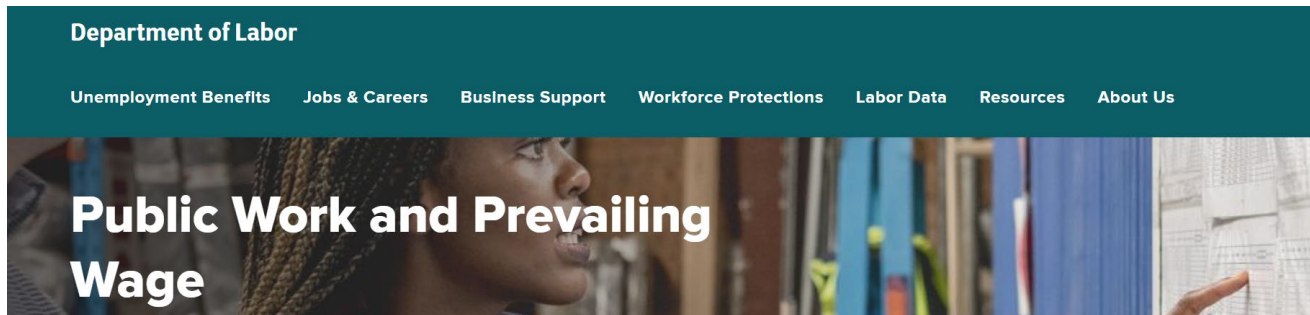 Department of Labor
Unemployment Benefits Jobs & Careers Business Support Workforce Protections Labor Data Resources About Us
Public Work and Prevailing
Wage